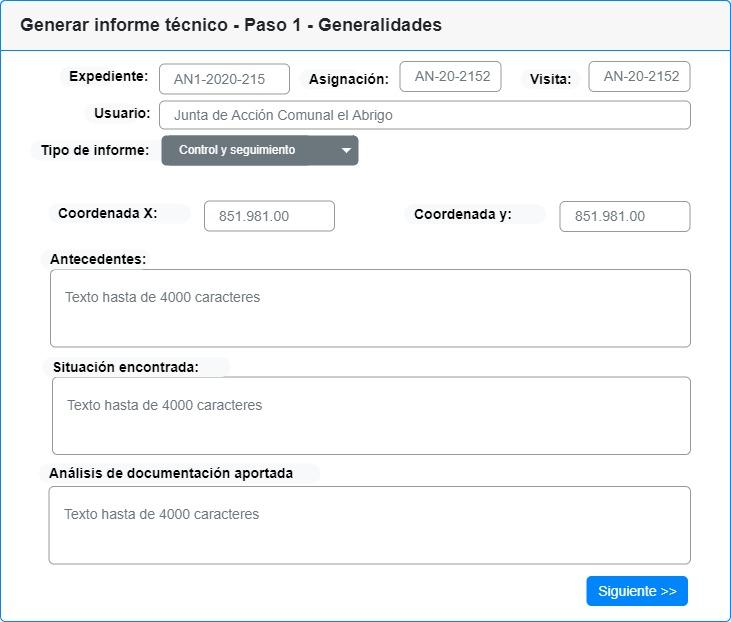 Generar informe técnico - Paso 1 - Generalidades
Expediente: AN1-2020-215 Asignación: AN-20-2152 Visita: AN-20-2152
Usuario: Junta de Acción Comunal el Abrigo
Tipo de informe: Control y seguimiento
Coordenada X: 851.981.00 Coordenada y: 851.981.00
Antecedentes:
Texto hasta de 4000 caracteres
Situación encontrada:
Texto hasta de 4000 caracteres
Análisis de documentación aportada
Texto hasta de 4000 caracteres
Siguiente >>